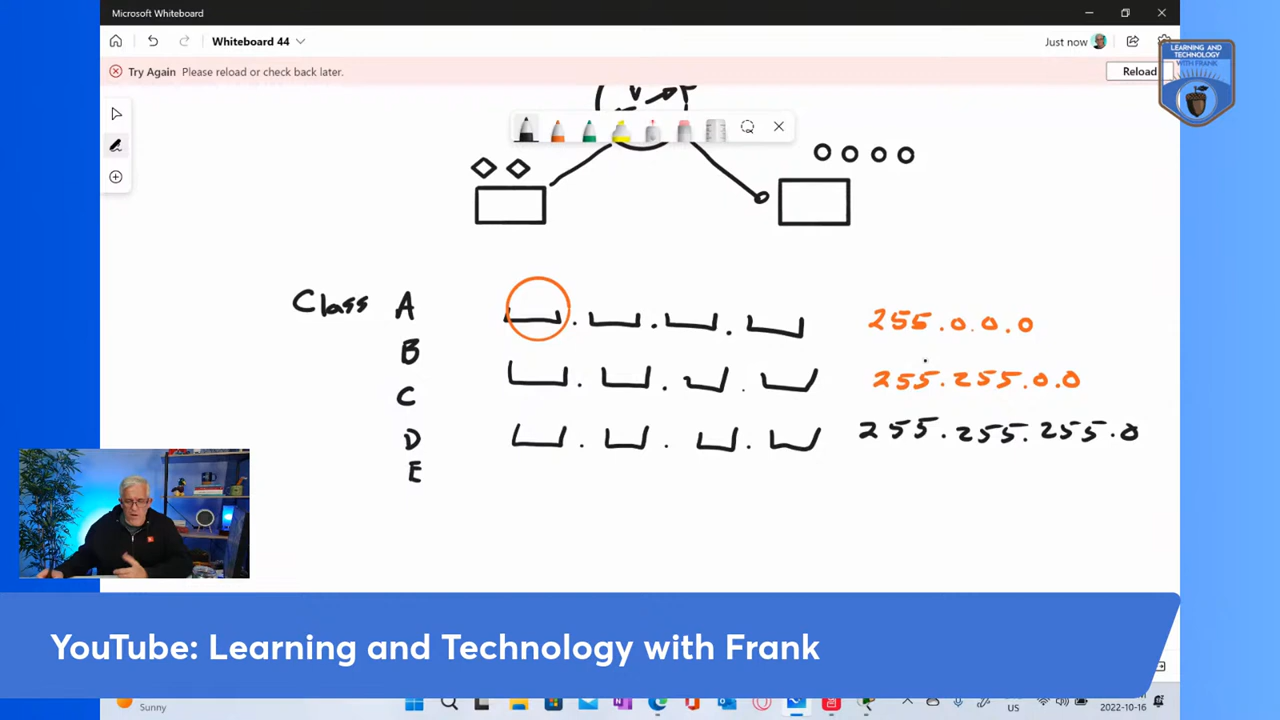 Microsoft Whiteboard
Whiteboard 44
Just now
LEARNING AND
TECHNOLOGY
WITH FRANK
Try Again Please reload or check back later.
Reload
Class A
255.0.0.0
B
255.255.0.0
C
D
255.255.255.0
E
YouTube: Learning and Technology with Frank
Sunny
US
2022-10-16